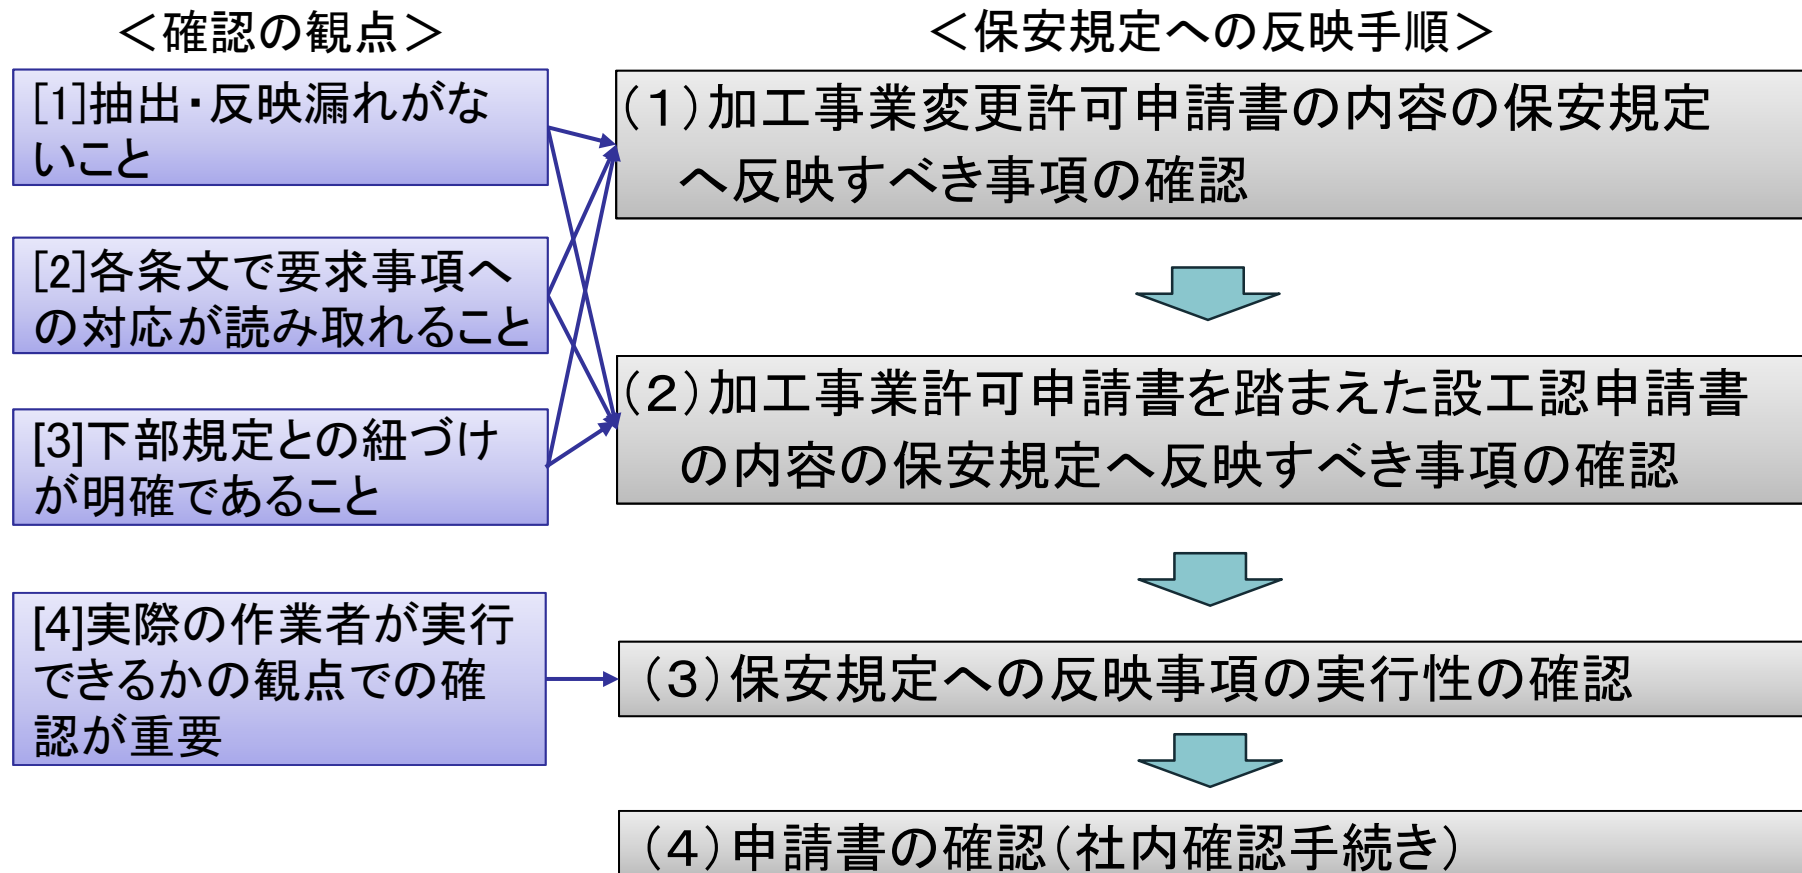 ＜確認の観点＞
[1]抽出・反映漏れがな
いこと
[2]各条文で要求事項へ
の対応が読み取れること
[3]下部規定との紐づけ
が明確であること
[4]実際の作業者が実行
できるかの観点での確
認が重要
＜保安規定への反映手順＞
（1）加工事業変更許可申請書の内容の保安規定
へ反映すべき事項の確認
（2）加工事業許可申請書を踏まえた設工認申請書
の内容の保安規定へ反映すべき事項の確認
（3）保安規定への反映事項の実行性の確認
（4）申請書の確認（社内確認手続き）